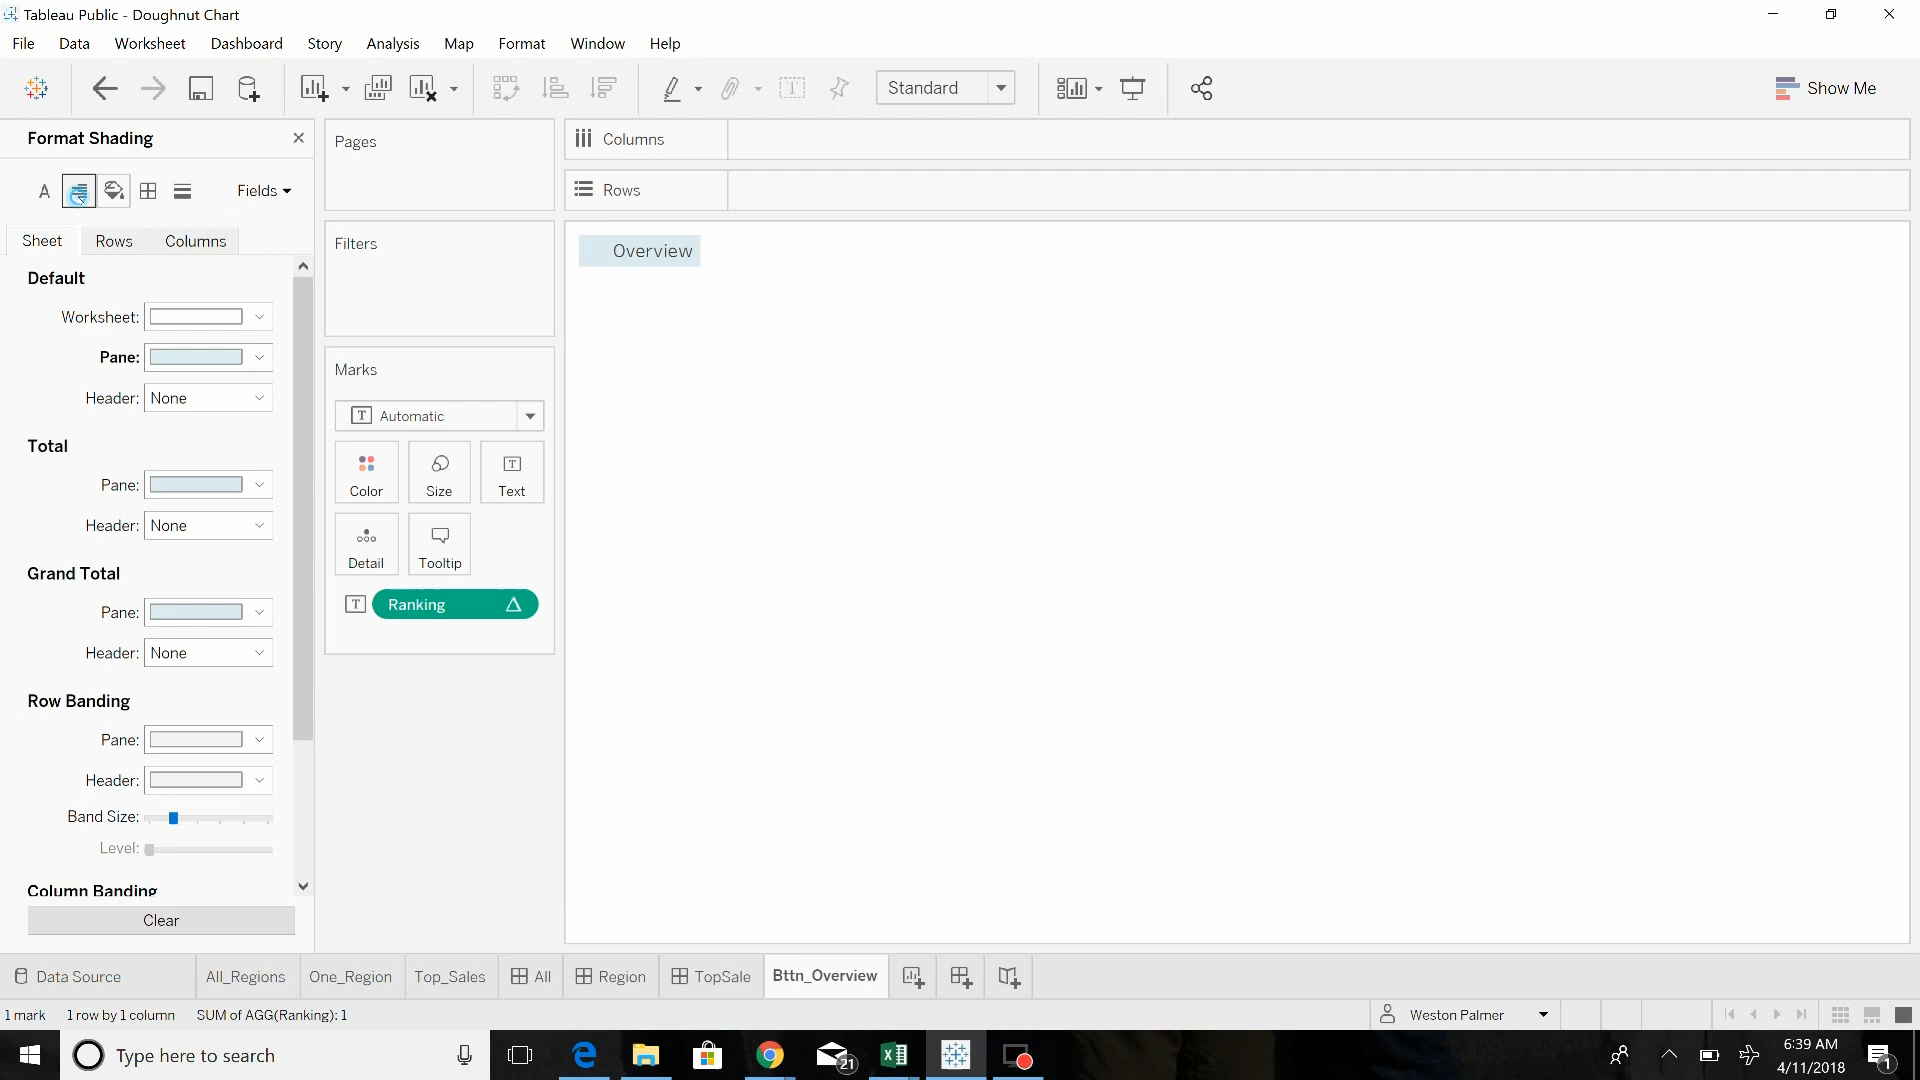 Tableau Public - Doughnut Chart
File Data Worksheet Dashboard Story Analysis Map Format Window Help
Standard
Show Me
Format Shading
A
Fields
Sheet Rows Columns
Default
Worksheet:
Pane:
Header: None
Total
Pane:
Header: None
Grand Total
Pane:
Header: None
Row Banding
Pane:
Header:
Band Size:
Level:
Column Banding
Clear
Pages
Filters
Marks
T Automatic
Color Size T Text
Detail Tooltip
T Ranking
Columns
Rows
Overview
Data Source All_Regions One_Region Top_Sales All Region TopSale Bttn_Overview
1 mark 1 row by 1 column SUM of AGG(Ranking): 1
Weston Palmer
Type here to search
21
6:39 AM
4/11/2018
1